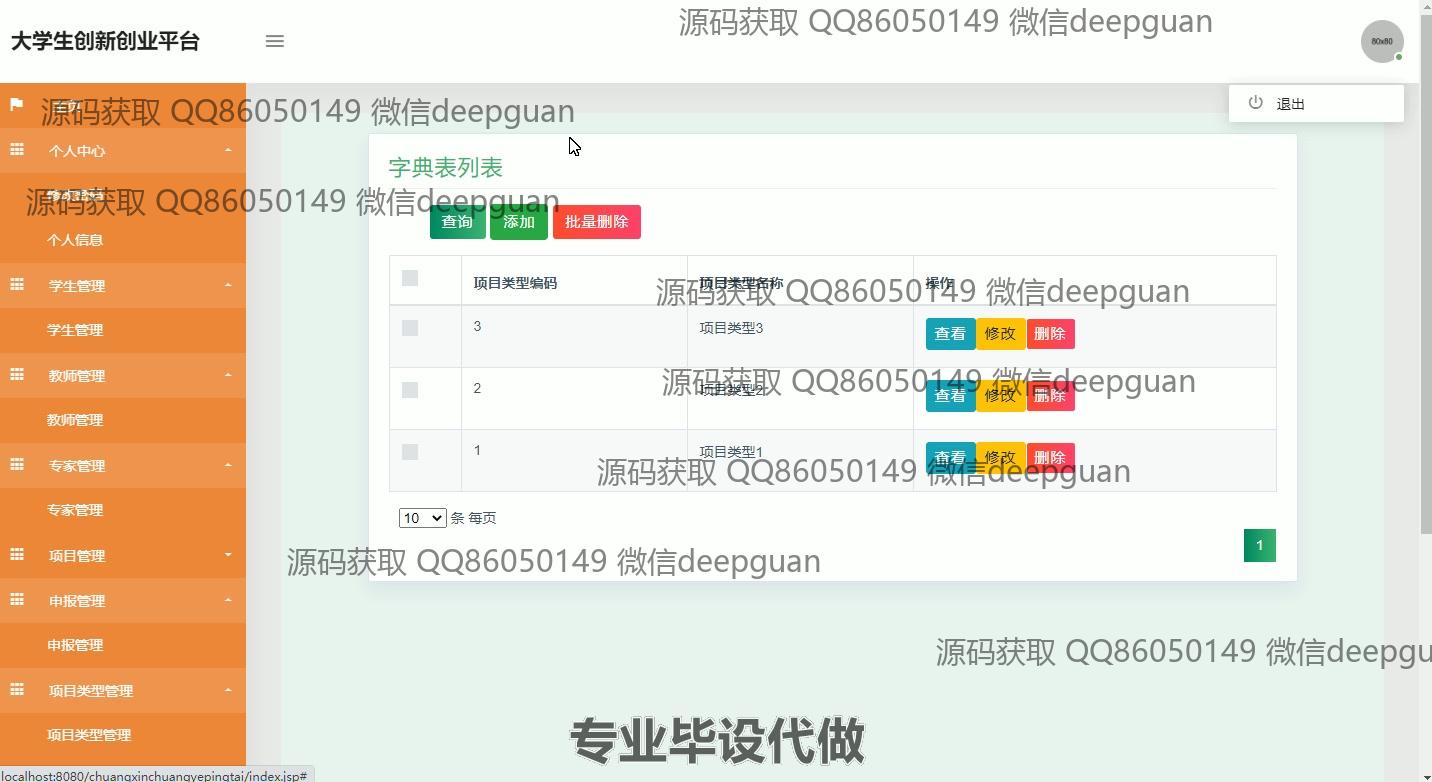 大学生创新创业平台
源码获取 QQ86050149 微信deepguan
80x80
退出
主页
源码获取 QQ86050149 微信deepguan
个人中心
字典表列表
源码获取 QQ86050149 微信deepguan
个人信息
查询 添加 批量删除
学生管理
项目类型编码 项目类型名称 操作
源码获取 QQ86050149 微信deepguan
学生管理
3 项目类型3 查看 修改 删除
教师管理
源码获取 QQ86050149 微信deepguan
2 项目类型2 查看 修改 删除
教师管理
专家管理
1 项目类型1 查看 修改 删除
源码获取 QQ86050149 微信deepguan
专家管理
10 条 每页
项目管理
1
源码获取 QQ86050149 微信deepguan
申报管理
申报管理
源码获取 QQ86050149 微信deepgu
项目类型管理
项目类型管理
专业毕设代做
localhost:8080/chuangxinchuangyepingtai/index.jsp#